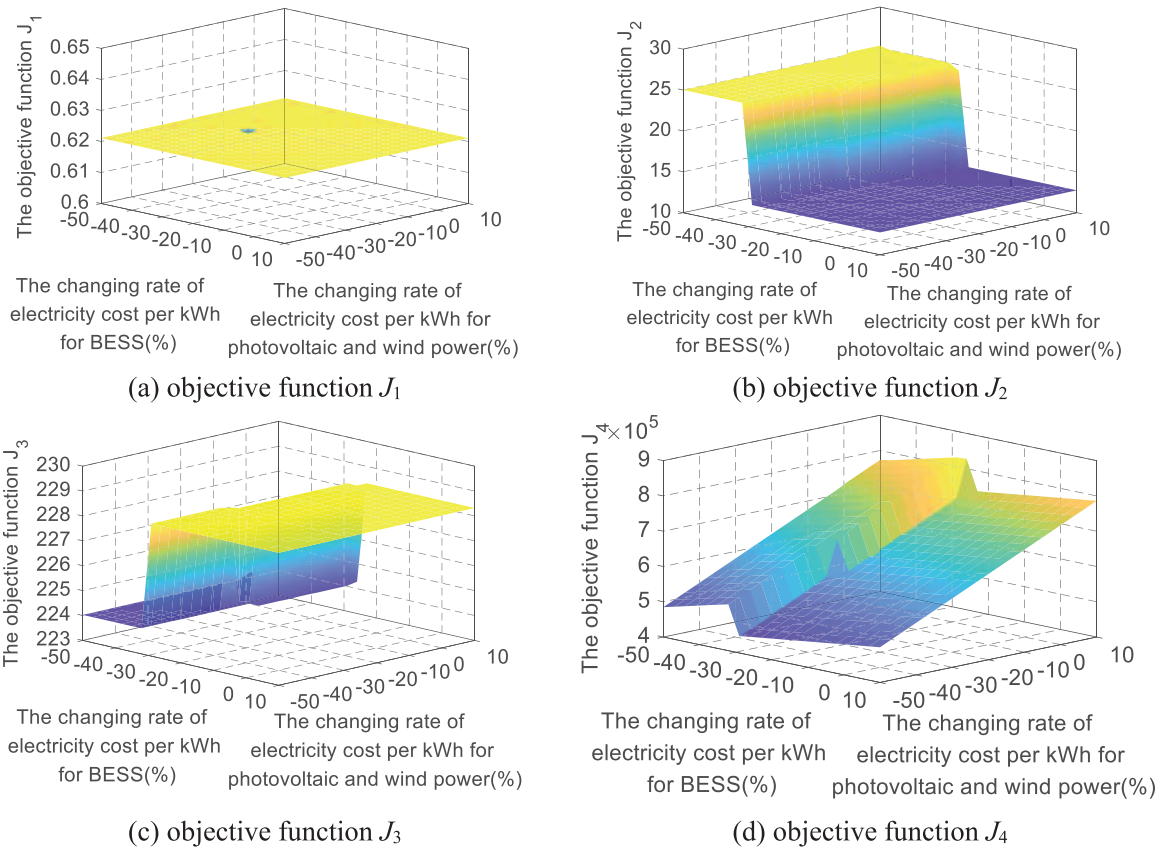 The objective function J1
0.65
0.64
0.63
0.62
0.61
0.6
-50
-40
-30
-20
-10
0
10
-50
-40
-30
-20
-10
0
10
The changing rate of
electricity cost per kWh
for BESS(%)
The changing rate of
electricity cost per kWh for
photovoltaic and wind power(%)
(a) objective function J1
The objective function J2
30
25
20
15
10
-50
-40
-30
-20
-10
0
10
-50
-40
-30
-20
-10
0
10
The changing rate of
electricity cost per kWh
for BESS(%)
The changing rate of
electricity cost per kWh for
photovoltaic and wind power(%)
(b) objective function J2
The objective function J3
230
229
228
227
226
225
224
223
-50
-40
-30
-20
-10
0
10
-50
-40
-30
-20
-10
0
10
The changing rate of
electricity cost per kWh
for BESS(%)
The changing rate of
electricity cost per kWh for
photovoltaic and wind power(%)
(c) objective function J3
The objective function J4
×10^5
9
8
7
6
5
4
-50
-40
-30
-20
-10
0
10
-50
-40
-30
-20
-10
0
10
The changing rate of
electricity cost per kWh
for BESS(%)
The changing rate of
electricity cost per kWh for
photovoltaic and wind power(%)
(d) objective function J4